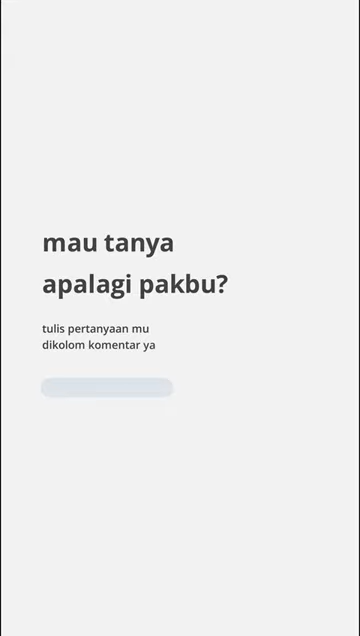 mau tanya
apalagi pakbu?
tulis pertanyaan mu
dikolom komentar ya